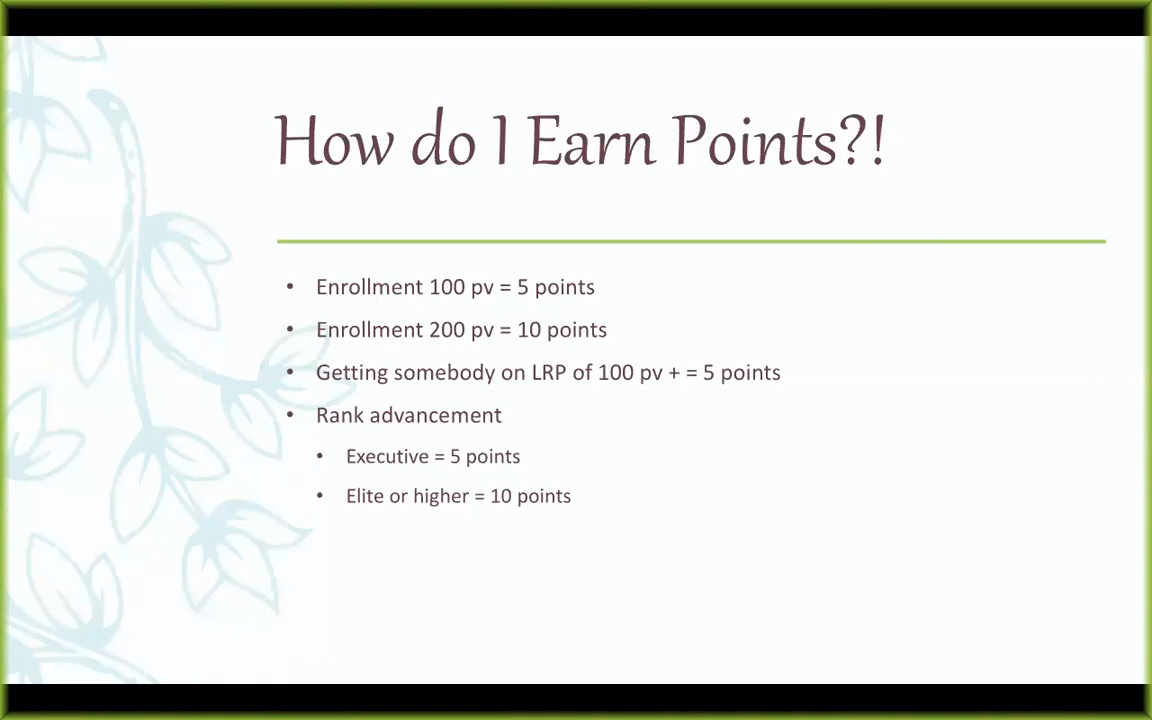 How do I Earn Points?!
• Enrollment 100 pv = 5 points
• Enrollment 200 pv = 10 points
• Getting somebody on LRP of 100 pv + = 5 points
• Rank advancement
• Executive = 5 points
• Elite or higher = 10 points